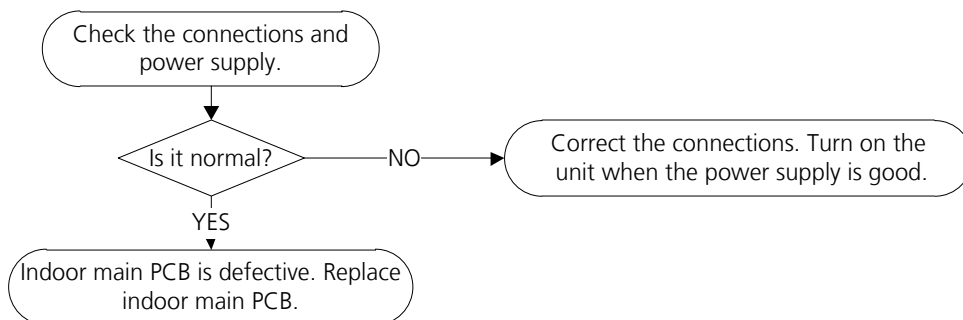 Check the connections and
power supply.
Is it normal?
NO
Correct the connections. Turn on the
unit when the power supply is good.
YES
Indoor main PCB is defective. Replace
indoor main PCB.